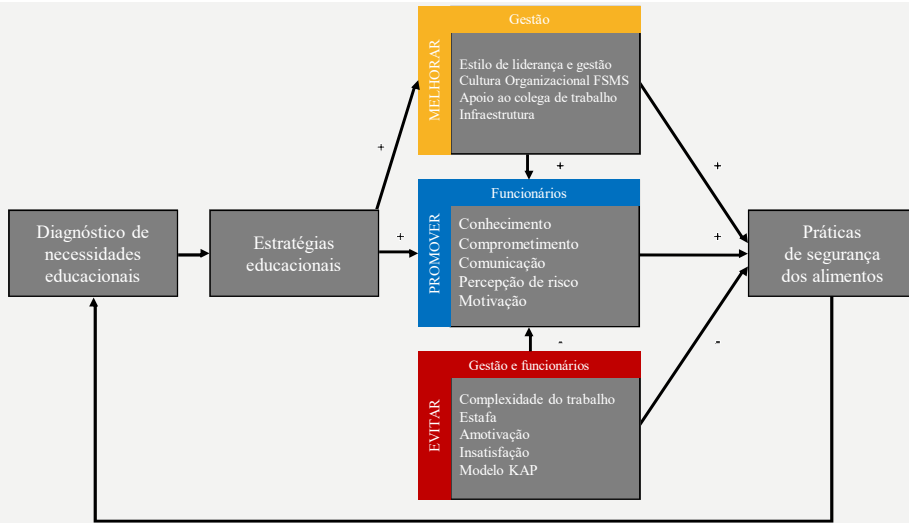 Gestão
MELHORAR
Estilo de liderança e gestão
Cultura Organizacional FSMS
Apoio ao colega de trabalho
Infraestrutura
+
+
+
Funcionários
PROMOVER
Conhecimento
Comprometimento
Comunicação
Percepção de risco
Motivação
Diagnóstico de
necessidades
educacionais
Estratégias
educacionais
+
+
Práticas
de segurança
dos alimentos
-
-
Gestão e funcionários
EVITAR
Complexidade do trabalho
Estafa
Amotivação
Insatisfação
Modelo KAP